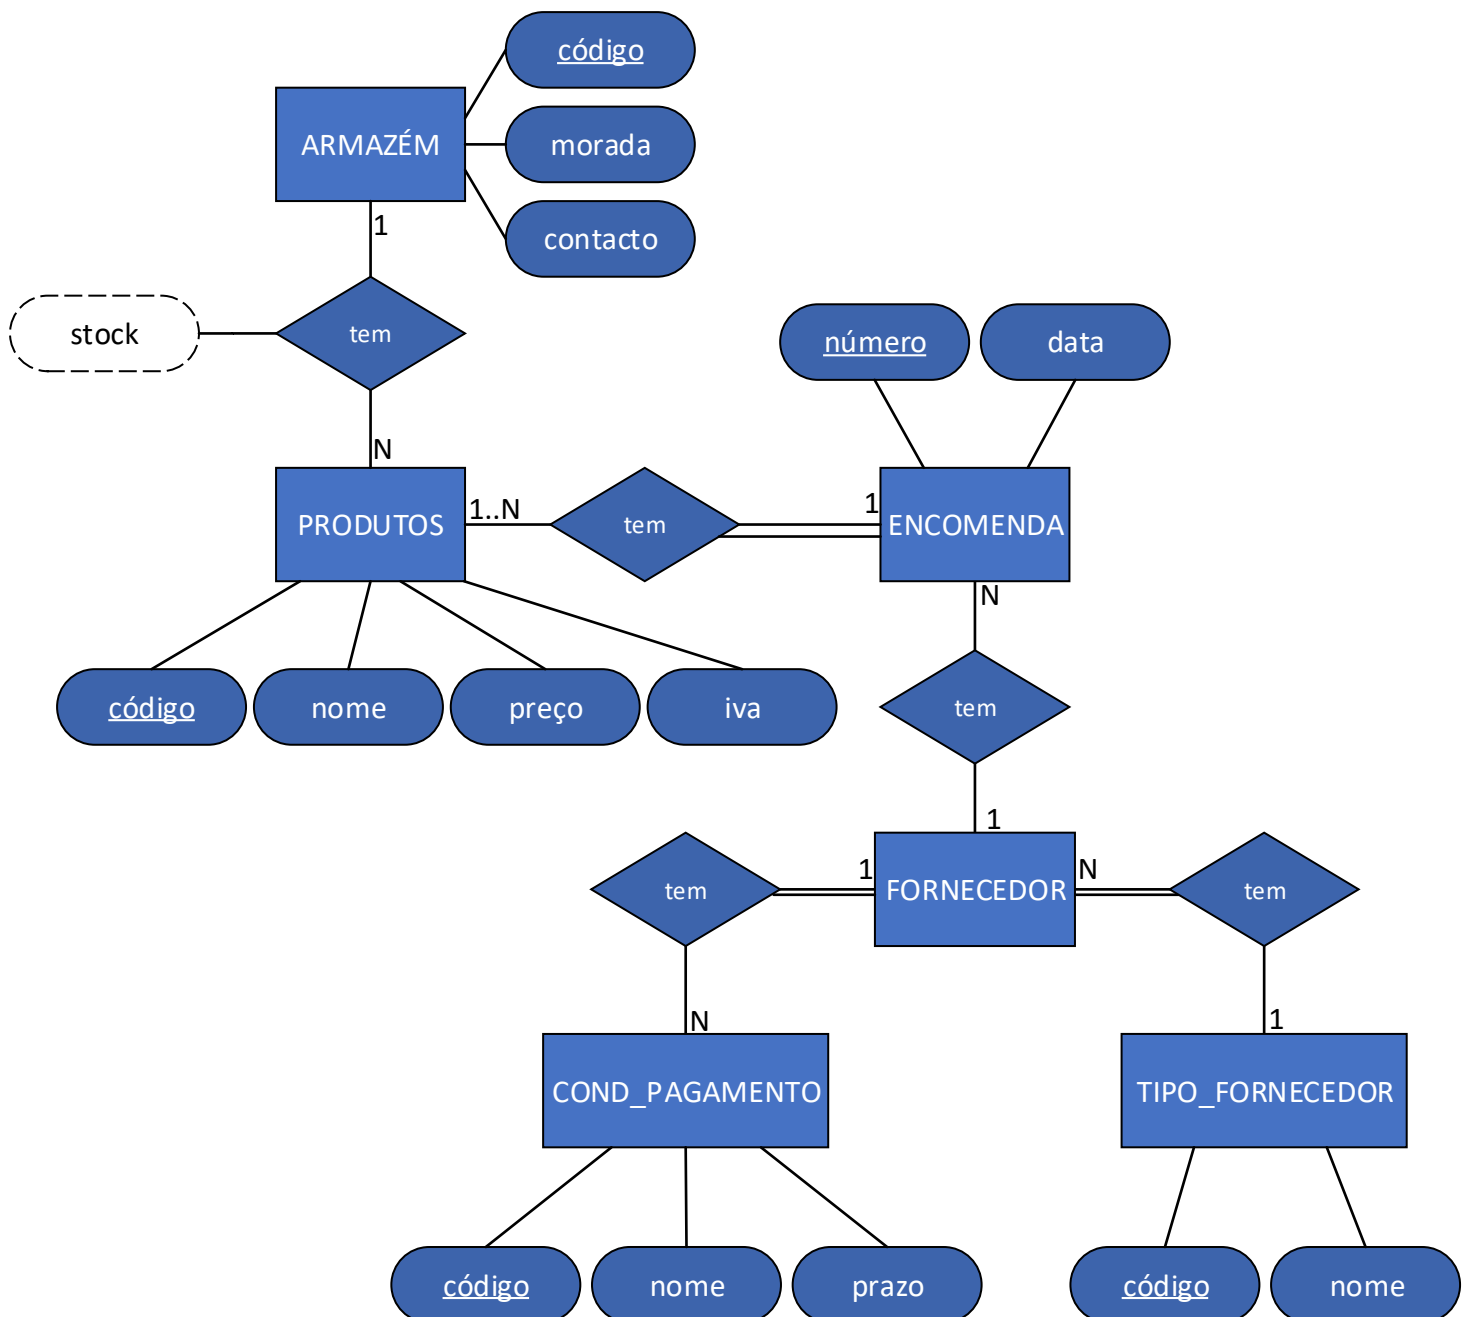 código
ARMAZÉM
morada
contacto
1
stock
tem
número
data
N
PRODUTOS
1..N
tem
1
ENCOMENDA
N
código
nome
preço
iva
tem
1
tem
1
FORNECEDOR
N
tem
N
1
COND_PAGAMENTO
TIPO_FORNECEDOR
código
nome
prazo
código
nome